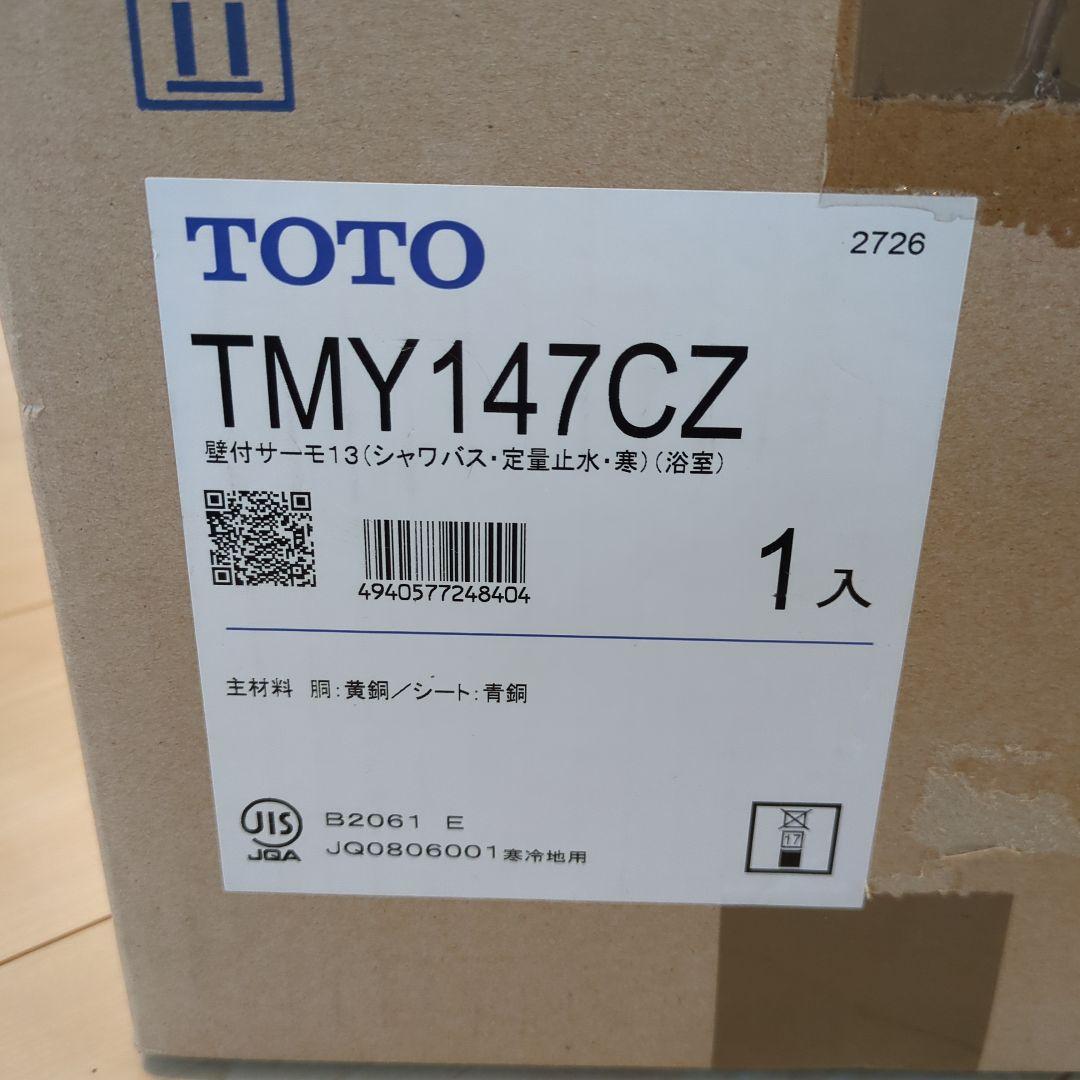 TOTO
2726
TMY147CZ
壁付サーモ13(シャワバス・定量止水・寒)(浴室)
4940577248404
1入
主材料 胴:黄銅/シート:青銅
JIS
JQA
B2061 E
JQ0806001寒冷地用
17